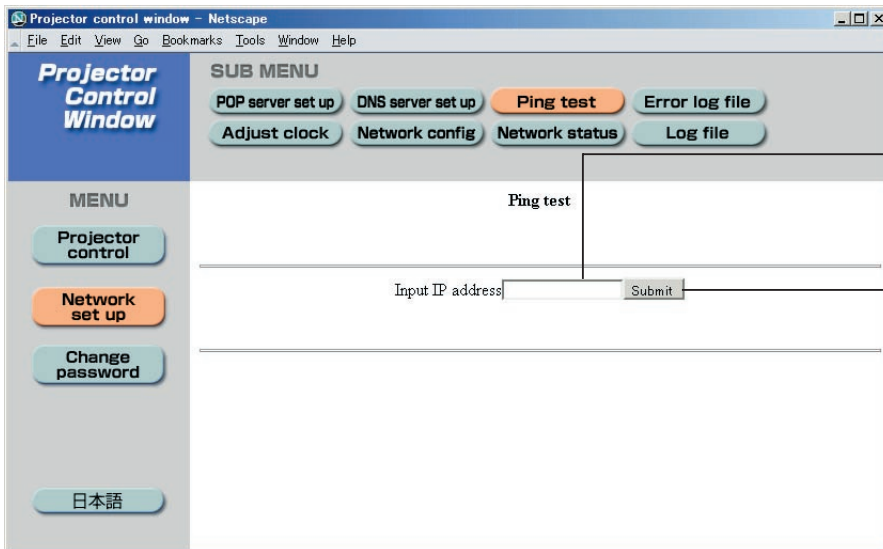 Projector control window - Netscape
File Edit View Go Bookmarks Tools Window Help
Projector
Control
Window
SUB MENU
POP server set up DNS server set up Ping test Error log file
Adjust clock Network config Network status Log file
MENU
Projector
control
Network
set up
Change
password
日本語
Ping test
Input IP address Submit